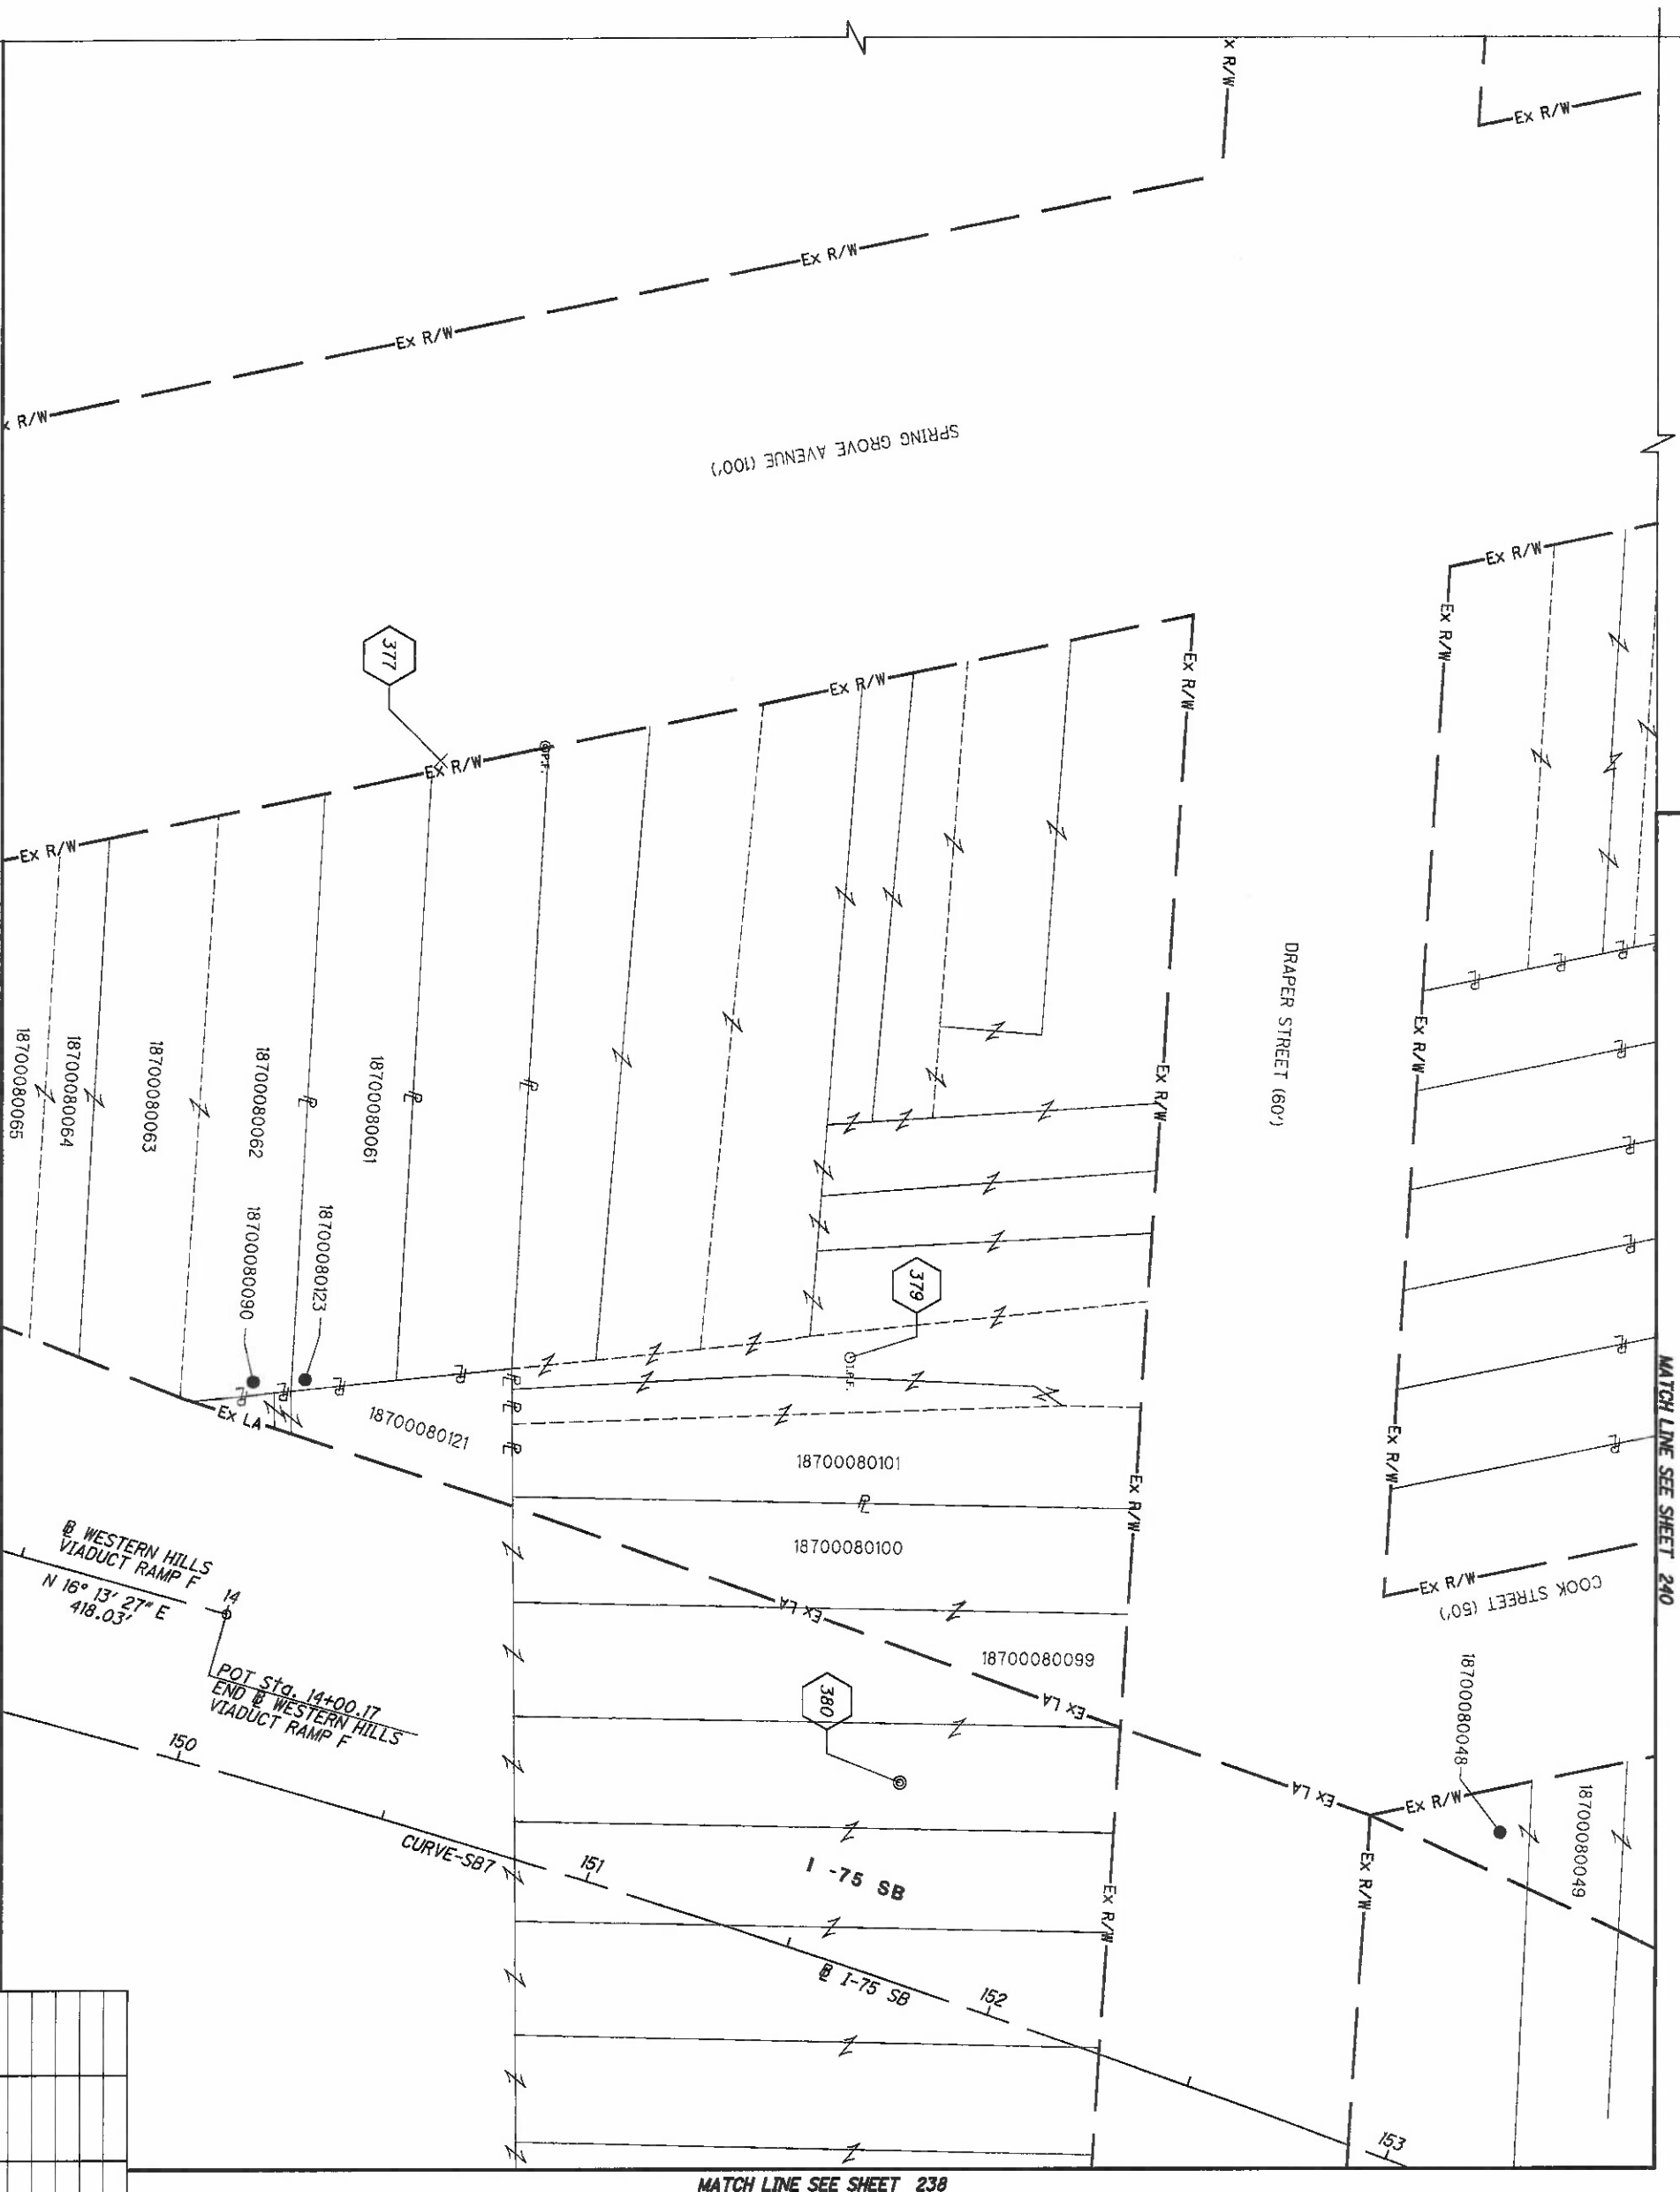 x R/W
Ex R/W
Ex R/W
Ex R/W
x R/W
SPRING GROVE AVENUE (100')
Ex R/W
Ex R/W
Ex R/W
Ex R/W
377
Ex R/W
I.P.F.
Ex R/W
DRAPER STREET (60')
Ex R/W
Ex R/W
18700080065
18700080064
18700080063
18700080062
18700080061
18700080090
18700080123
379
I.P.F.
MATCH LINE SEE SHEET 240
Ex LA
18700080121
18700080101
Ex R/W
Ex R/W
18700080100
Ex R/W
COOK STREET (50')
Ex LA
℄ WESTERN HILLS
VIADUCT RAMP F
N 16° 13' 27" E
418.03'
14
POT Sta. 14+00.17
END ℄ WESTERN HILLS
VIADUCT RAMP F
18700080099
Ex LA
380
18700080048
18700080049
Ex LA
Ex R/W
150
CURVE-SB7
151
I -75 SB
Ex R/W
Ex R/W
℄ I-75 SB
152
153
MATCH LINE SEE SHEET 238